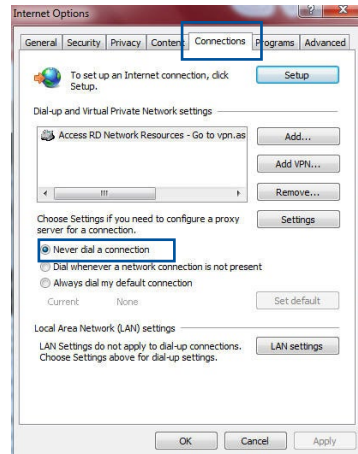 Internet Options
General Security Privacy Content Connections Programs Advanced
To set up an Internet connection, click Setup.
Setup
Dial-up and Virtual Private Network settings
Access RD Network Resources - Go to vpn.as
Add...
Add VPN...
Remove...
Choose Settings if you need to configure a proxy
server for a connection.
Settings
Never dial a connection
Dial whenever a network connection is not present
Always dial my default connection
Current None
Set default
Local Area Network (LAN) settings
LAN Settings do not apply to dial-up connections.
Choose Settings above for dial-up settings.
LAN settings
OK Cancel Apply